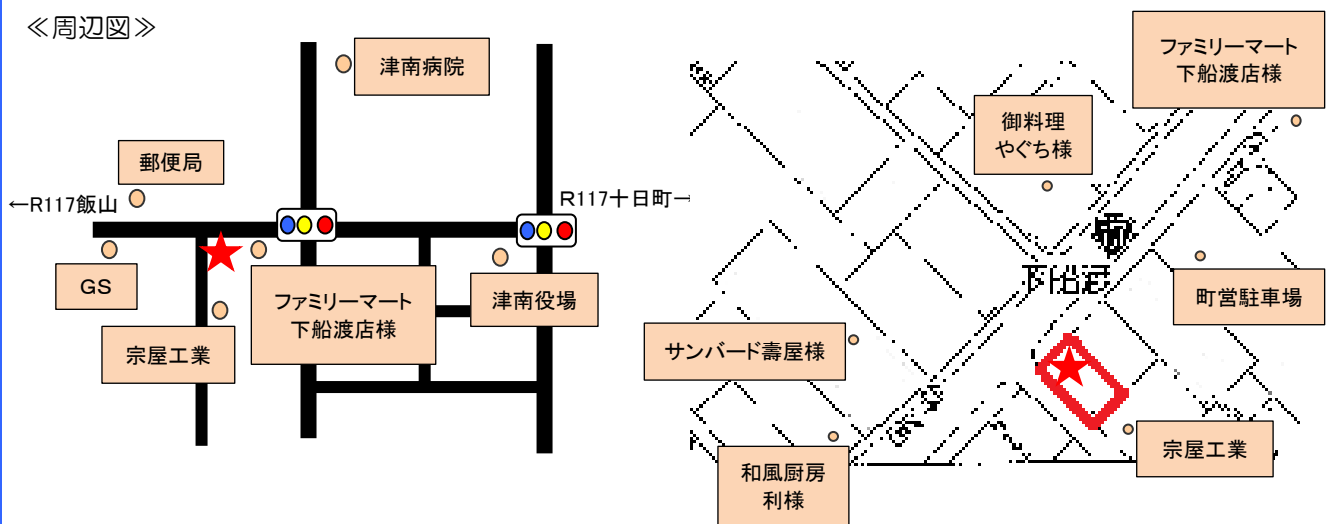 ≪周辺図≫
津南病院
郵便局
←R117飯山
R117十日町→
GS
宗屋工業
ファミリーマート
下船渡店様
津南役場
ファミリーマート
下船渡店様
御料理
やぐち様
町営駐車場
サンバード壽屋様
宗屋工業
和風厨房
利様